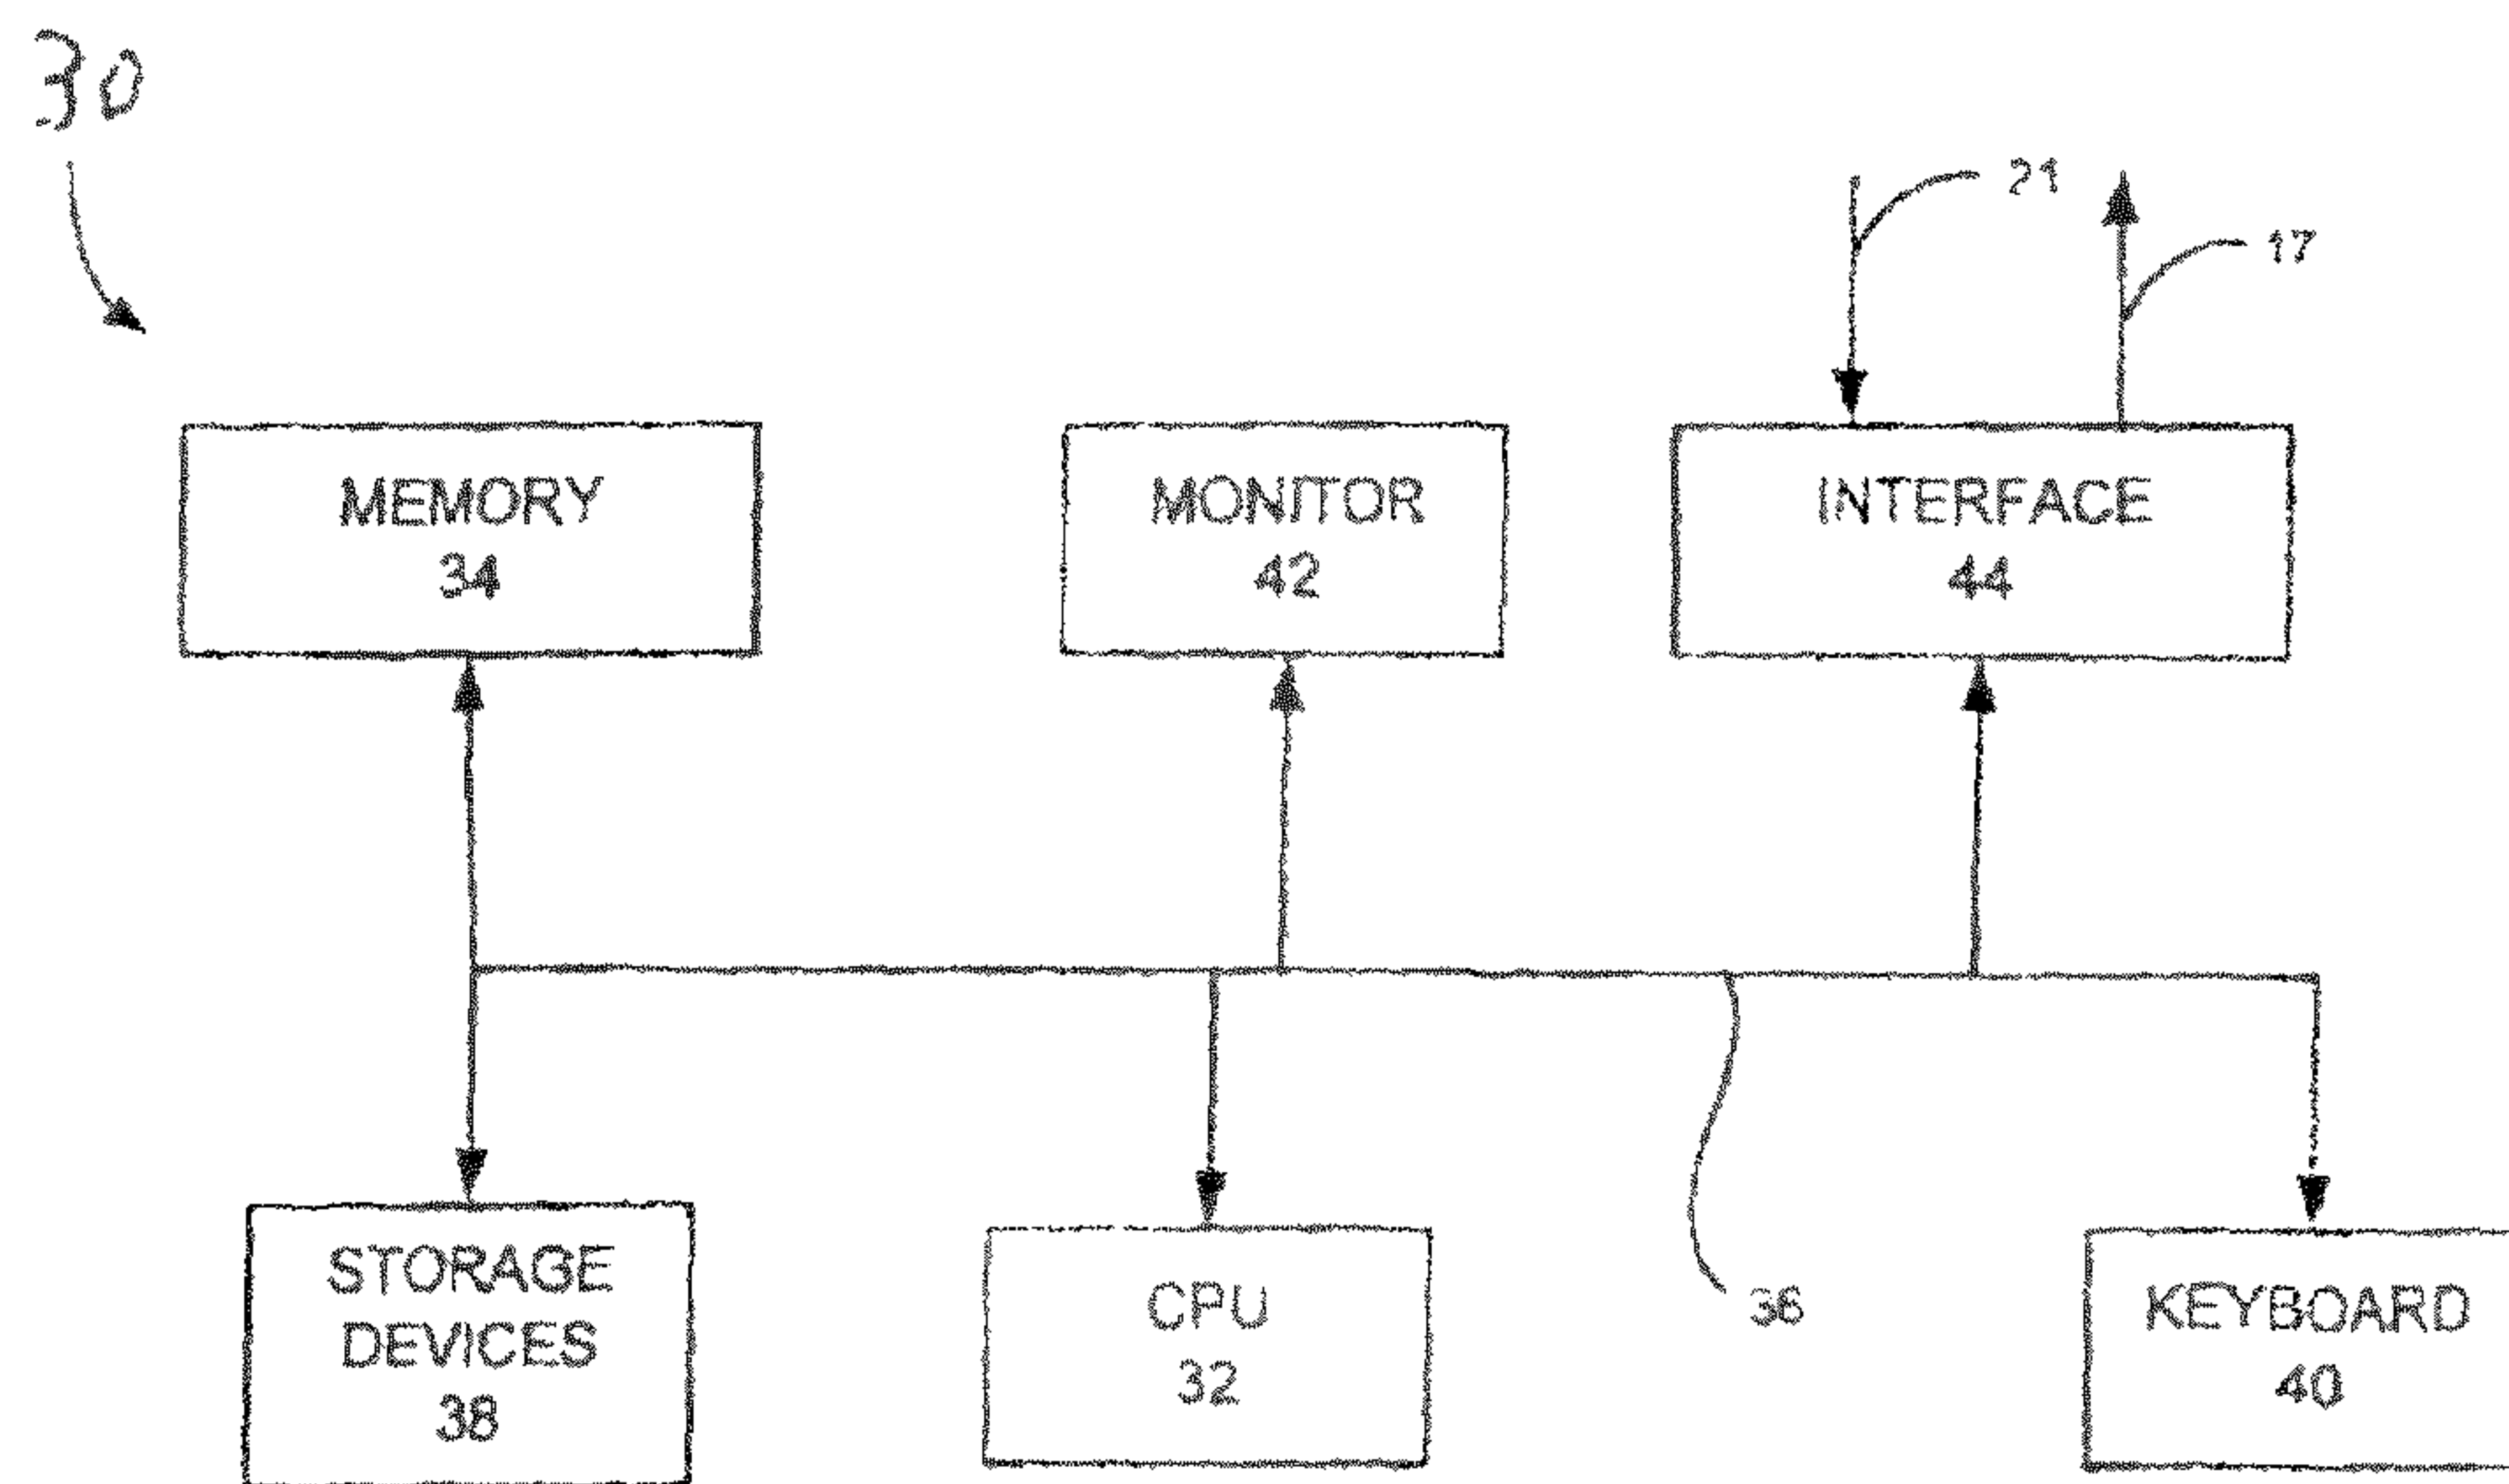 30
21
17
MEMORY
34
MONITOR
42
INTERFACE
44
STORAGE
DEVICES
38
CPU
32
36
KEYBOARD
40